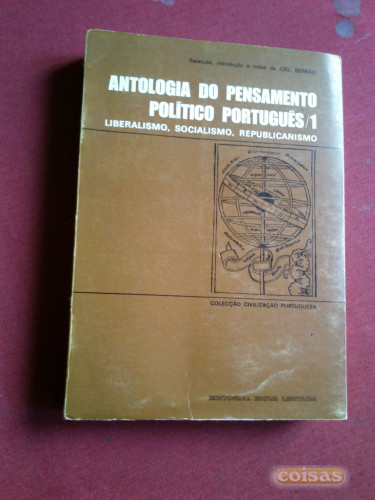 Selecção, introdução e notas de JOEL SERRÃO
ANTOLOGIA DO PENSAMENTO
POLÍTICO PORTUGUÊS/1
LIBERALISMO, SOCIALISMO, REPUBLICANISMO
COLECÇÃO CIVILIZAÇÃO PORTUGUESA
EDITORIAL INOVA LIMITADA
coisas